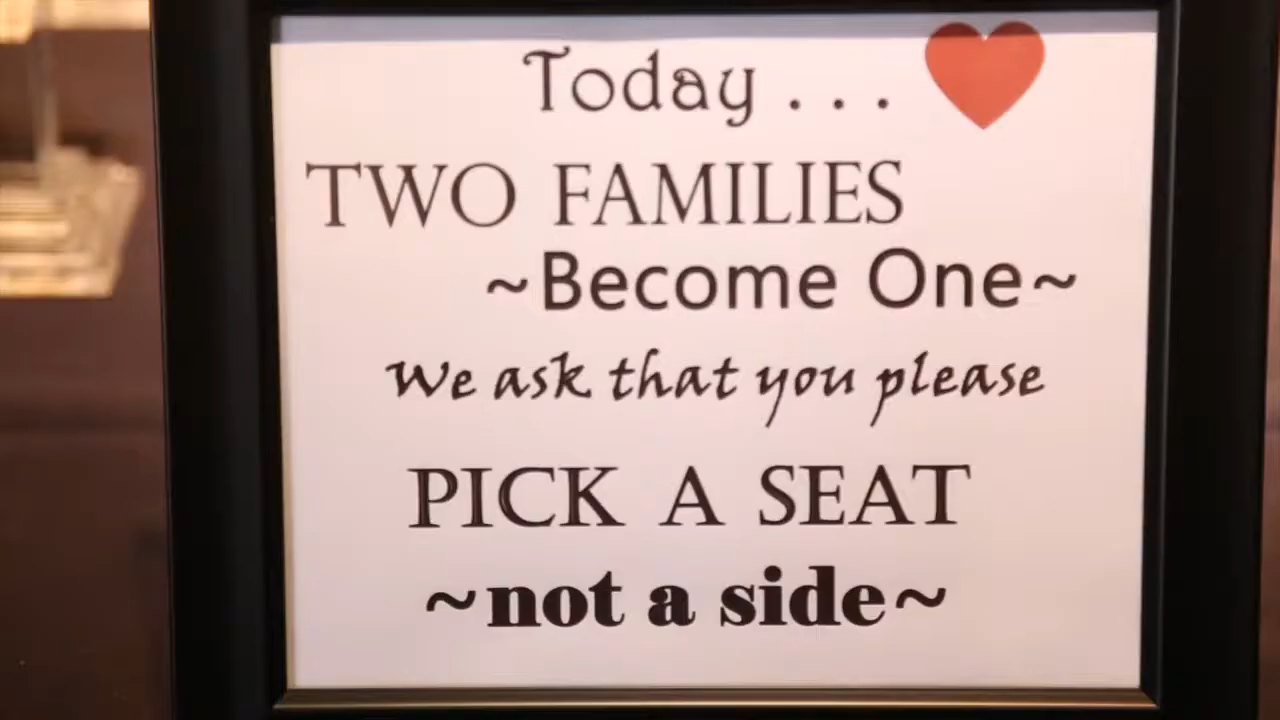 Today . . .
TWO FAMILIES
~Become One~
We ask that you please
PICK A SEAT
~not a side~